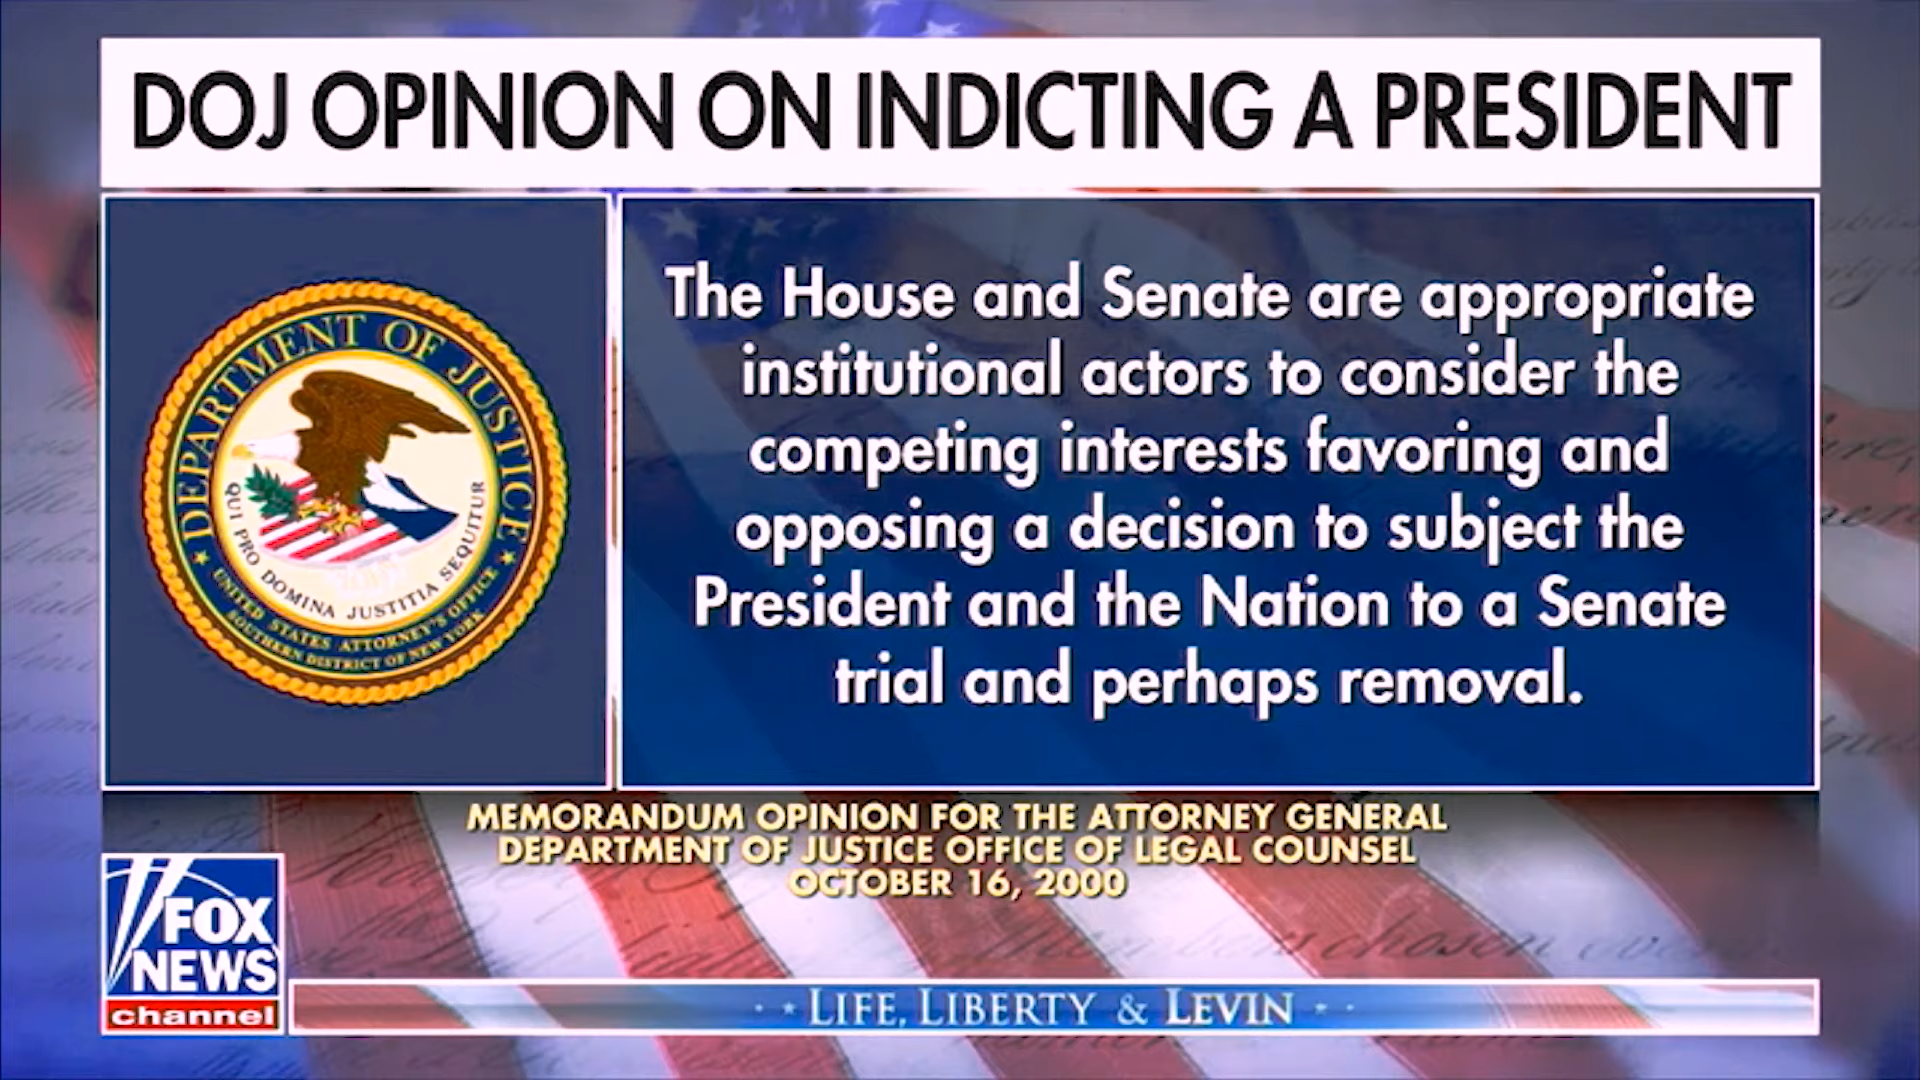 DOJ OPINION ON INDICTING A PRESIDENT
DEPARTMENT OF JUSTICE
QUI PRO DOMINA JUSTITIA SEQUITUR
UNITED STATES ATTORNEY'S OFFICE
SOUTHERN DISTRICT OF NEW YORK
The House and Senate are appropriate
institutional actors to consider the
competing interests favoring and
opposing a decision to subject the
President and the Nation to a Senate
trial and perhaps removal.
MEMORANDUM OPINION FOR THE ATTORNEY GENERAL
DEPARTMENT OF JUSTICE OFFICE OF LEGAL COUNSEL
OCTOBER 16, 2000
FOX
NEWS
channel
LIFE, LIBERTY & LEVIN